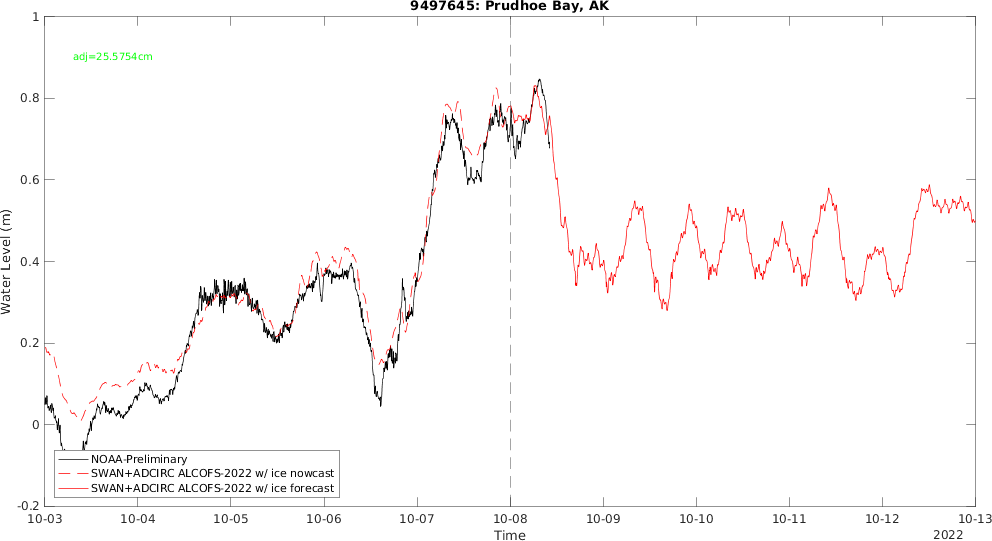 9497645: Prudhoe Bay, AK
adj=25.5754cm
Water Level (m)
1
0.8
0.6
0.4
0.2
0
-0.2
NOAA-Preliminary
SWAN+ADCIRC ALCOFS-2022 w/ ice nowcast
SWAN+ADCIRC ALCOFS-2022 w/ ice forecast
10-03 10-04 10-05 10-06 10-07 10-08 10-09 10-10 10-11 10-12 10-13
Time
2022